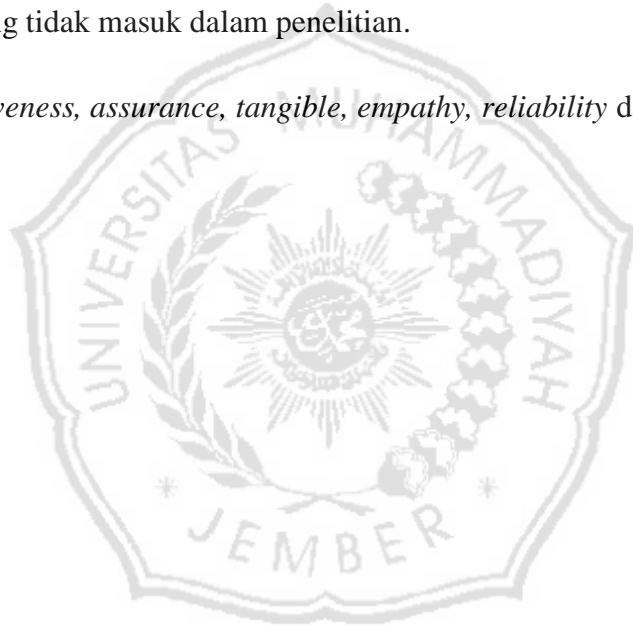 g tidak masuk dalam penelitian.
veness, assurance, tangible, empathy, reliability d
UNIVERSITAS MUHAMMADIYAH
* JEMBER *